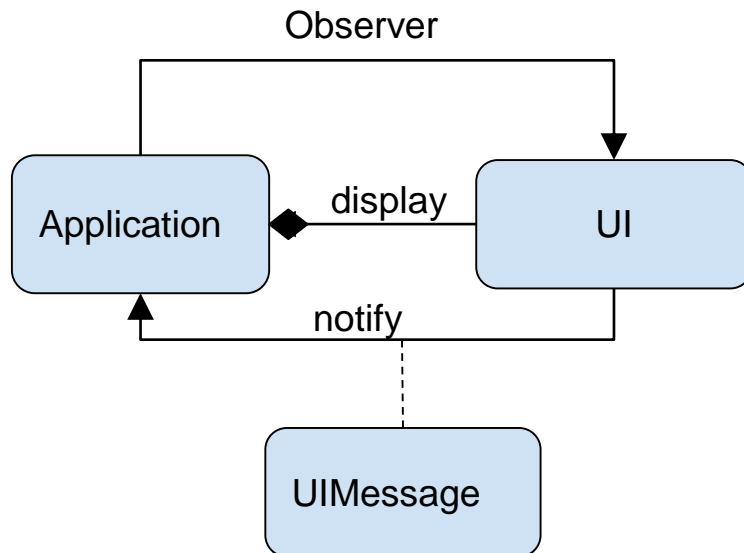 Observer
Application
display
UI
notify
UIMessage